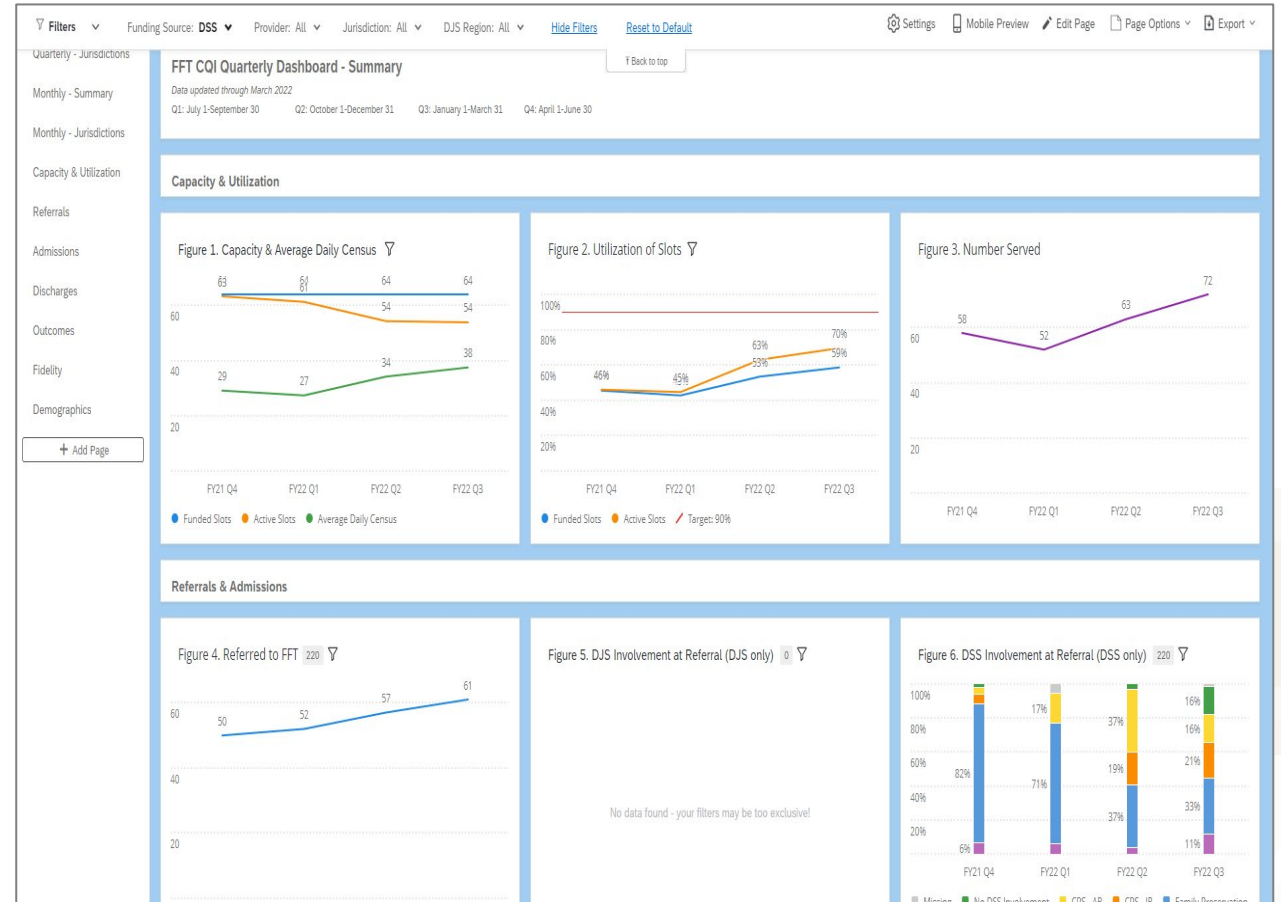 Filters Funding Source: DSS Provider: All Jurisdiction: All DJS Region: All Hide Filters Reset to Default Settings Mobile Preview Edit Page Page Options Export
Back to top
Quarterly - Jurisdictions
Monthly - Summary
Monthly - Jurisdictions
Capacity & Utilization
Referrals
Admissions
Discharges
Outcomes
Fidelity
Demographics
+ Add Page
FFT CQI Quarterly Dashboard - Summary
Data updated through March 2022
Q1: July 1-September 30 Q2: October 1-December 31 Q3: January 1-March 31 Q4: April 1-June 30
Capacity & Utilization
Figure 1. Capacity & Average Daily Census
63 64 64 64
61 54 54
60
38
40 34
29 27
20
FY21 Q4 FY22 Q1 FY22 Q2 FY22 Q3
Funded Slots Active Slots Average Daily Census
Figure 2. Utilization of Slots
100%
80% 70%
63% 59%
53%
60% 46% 45%
40%
20%
FY21 Q4 FY22 Q1 FY22 Q2 FY22 Q3
Funded Slots Active Slots Target: 90%
Figure 3. Number Served
72
63
58
60 52
40
20
FY21 Q4 FY22 Q1 FY22 Q2 FY22 Q3
Referrals & Admissions
Figure 4. Referred to FFT 220
61
57
60 50 52
40
20
Figure 5. DJS Involvement at Referral (DJS only) 0
No data found - your filters may be too exclusive!
Figure 6. DSS Involvement at Referral (DSS only) 220
100% 17% 16%
80% 37% 16%
60% 82% 71% 19% 21%
40% 37% 33%
20% 6% 11%
FY21 Q4 FY22 Q1 FY22 Q2 FY22 Q3
Missing No DSS Involvement CPS - AR CPS - IR Family Preservation